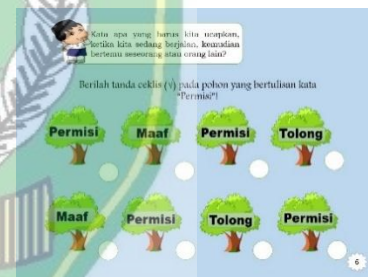 Kata apa yang harus kita ucapkan,
ketika kita sedang berjalan, kemudian
bertemu seseorang atau orang lain?
Berilah tanda ceklis (√) pada pohon yang bertulisan kata
"Permisi"!
Permisi Maaf Permisi Tolong
Maaf Permisi Tolong Permisi
6